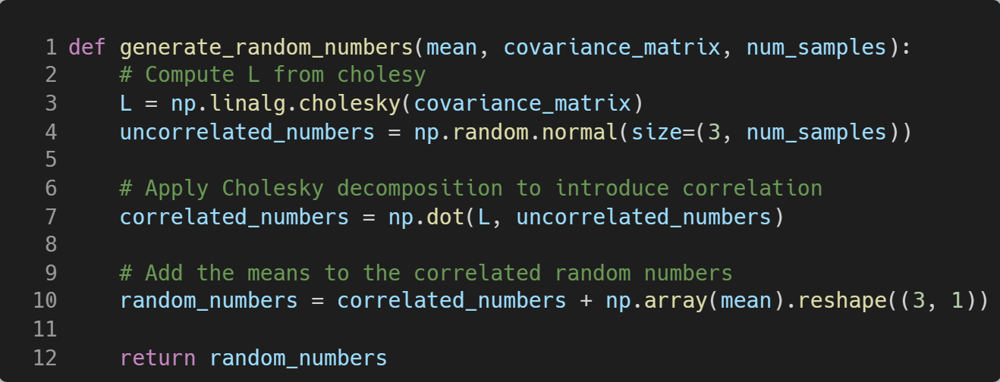 1 def generate_random_numbers(mean, covariance_matrix, num_samples):
2     # Compute L from cholesy
3     L = np.linalg.cholesky(covariance_matrix)
4     uncorrelated_numbers = np.random.normal(size=(3, num_samples))
5
6     # Apply Cholesky decomposition to introduce correlation
7     correlated_numbers = np.dot(L, uncorrelated_numbers)
8
9     # Add the means to the correlated random numbers
10     random_numbers = correlated_numbers + np.array(mean).reshape((3, 1))
11
12     return random_numbers